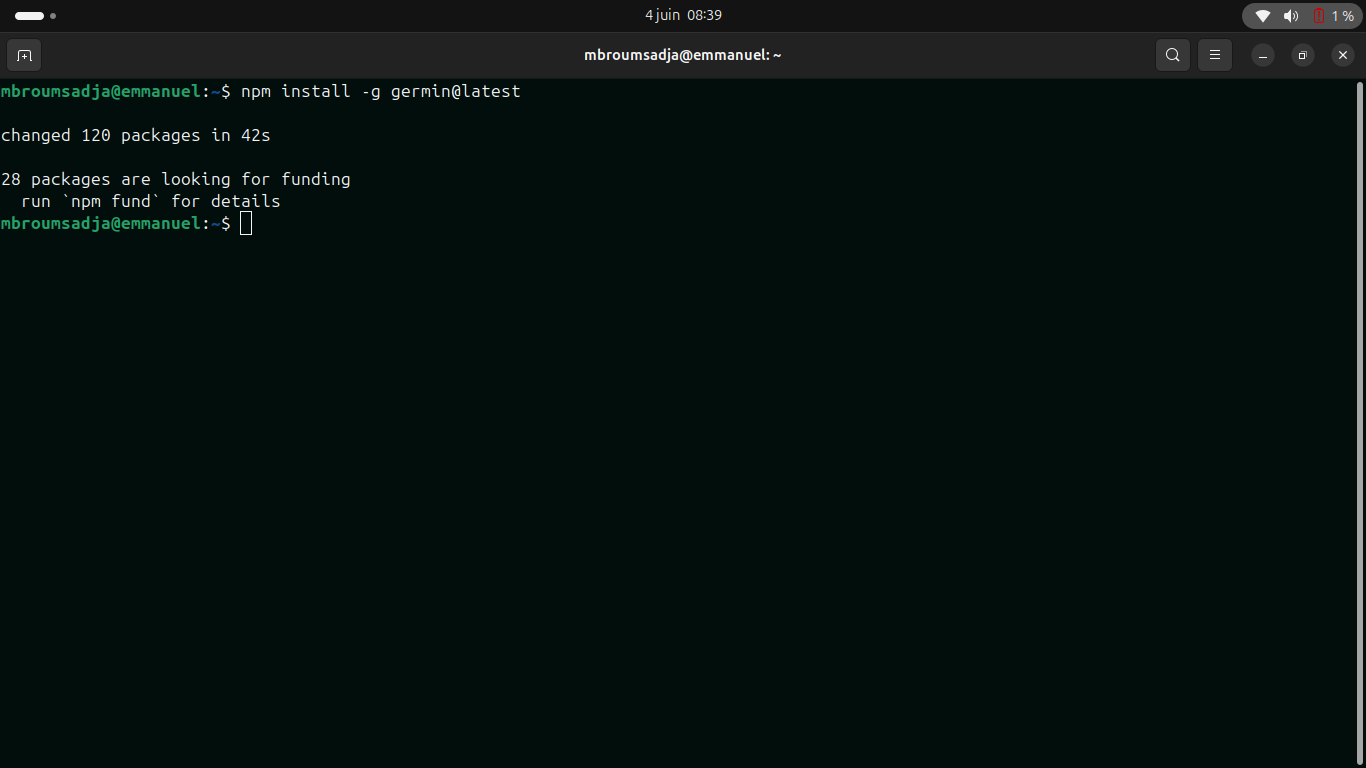 4 juin 08:39
1 %
mbroumsadja@emmanuel: ~
mbroumsadja@emmanuel:~$ npm install -g germin@latest
changed 120 packages in 42s
28 packages are looking for funding
  run `npm fund` for details
mbroumsadja@emmanuel:~$